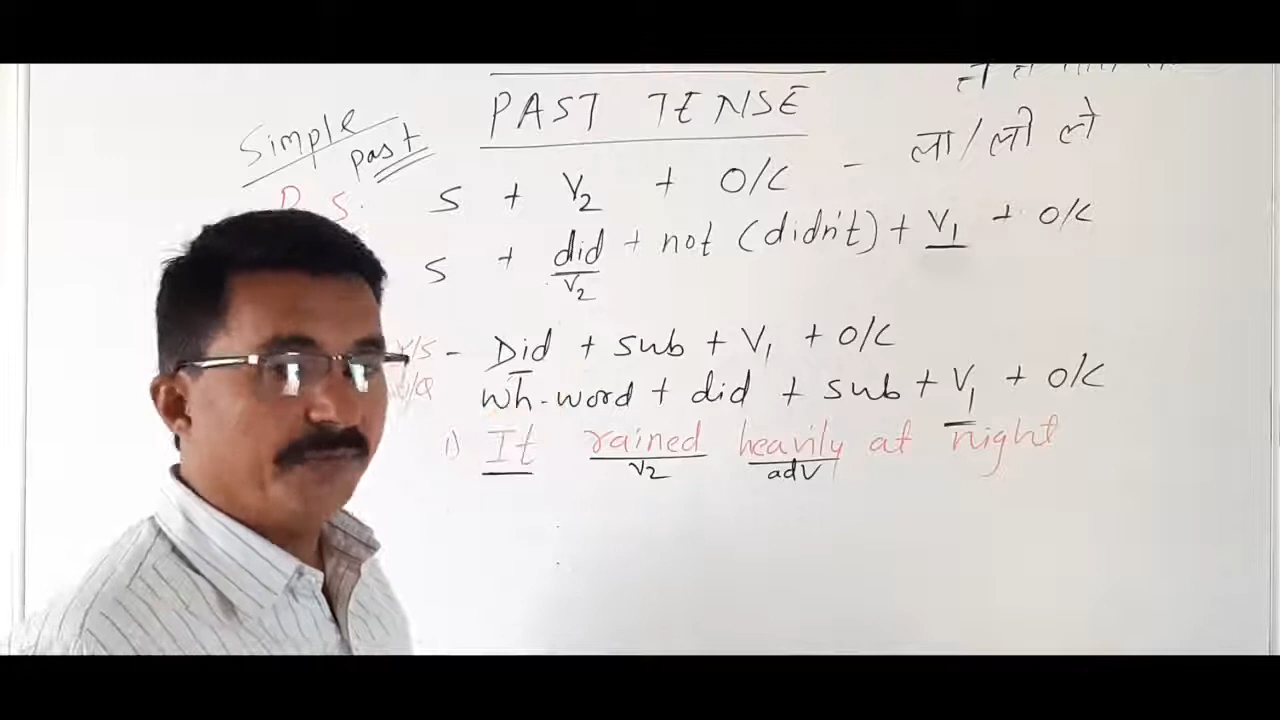 PAST TENSE
Simple past
S + V2 + O/C - ला/ली ले
S + did + not (didn't) + V1 + O/C
V2
Did + sub + V1 + O/C
Wh-word + did + sub + V1 + O/C
1) It rained heavily at night
V2 adv